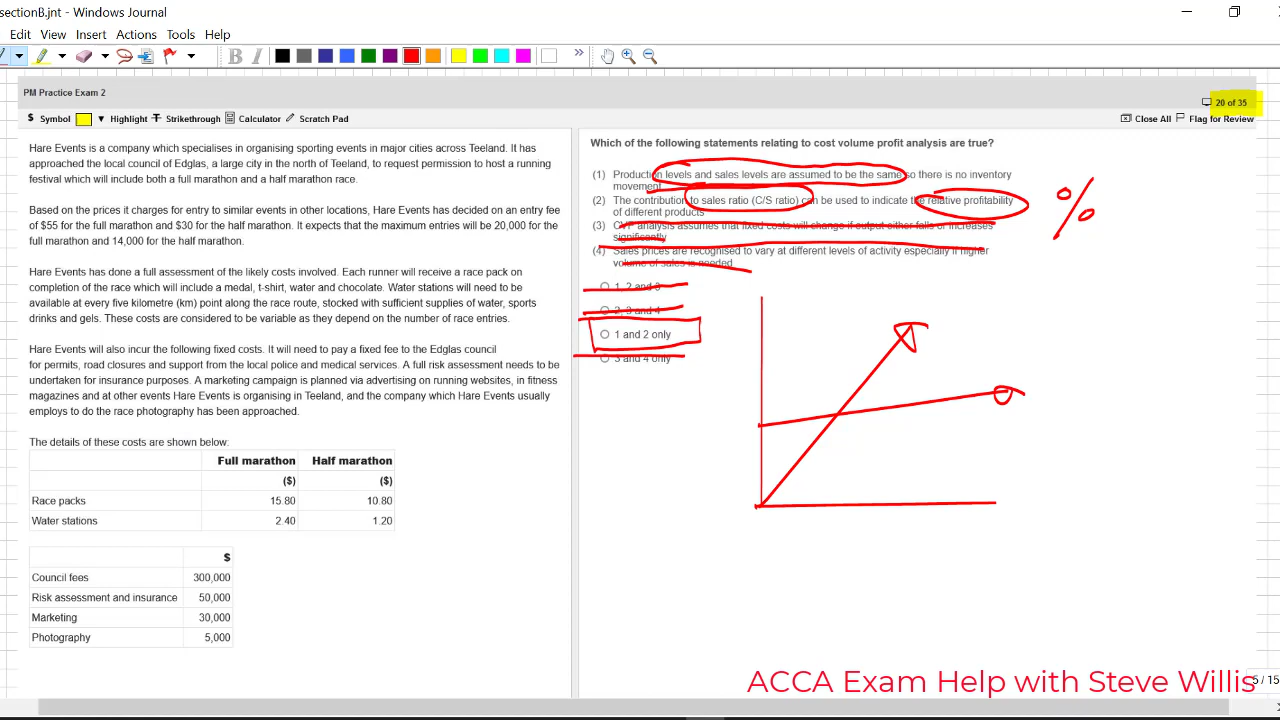 sectionB.jnt - Windows Journal
Edit View Insert Actions Tools Help
PM Practice Exam 2
20 of 35
$ Symbol Highlight Strikethrough Calculator Scratch Pad
Close All Flag for Review
Hare Events is a company which specialises in organising sporting events in major cities across Teeland. It has
approached the local council of Edglas, a large city in the north of Teeland, to request permission to host a running
festival which will include both a full marathon and a half marathon race.
Based on the prices it charges for entry to similar events in other locations, Hare Events has decided on an entry fee
of $55 for the full marathon and $30 for the half marathon. It expects that the maximum entries will be 20,000 for the
full marathon and 14,000 for the half marathon.
Hare Events has done a full assessment of the likely costs involved. Each runner will receive a race pack on
completion of the race which will include a medal, t-shirt, water and chocolate. Water stations will need to be
available at every five kilometre (km) point along the race route, stocked with sufficient supplies of water, sports
drinks and gels. These costs are considered to be variable as they depend on the number of race entries.
Hare Events will also incur the following fixed costs. It will need to pay a fixed fee to the Edglas council
for permits, road closures and support from the local police and medical services. A full risk assessment needs to be
undertaken for insurance purposes. A marketing campaign is planned via advertising on running websites, in fitness
magazines and at other events Hare Events is organising in Teeland, and the company which Hare Events usually
employs to do the race photography has been approached.
The details of these costs are shown below:
Full marathon Half marathon
($) ($)
Race packs 15.80 10.80
Water stations 2.40 1.20
$
Council fees 300,000
Risk assessment and insurance 50,000
Marketing 30,000
Photography 5,000
Which of the following statements relating to cost volume profit analysis are true?
(1) Production levels and sales levels are assumed to be the same so there is no inventory
movement
(2) The contribution to sales ratio (C/S ratio) can be used to indicate the relative profitability
of different products
(3) CVP analysis assumes that fixed costs will change if output either falls or increases
significantly
(4) Sales prices are recognised to vary at different levels of activity especially if higher
volume of sales is needed
1, 2 and 3
2, 3 and 4
1 and 2 only
3 and 4 only
%
ACCA Exam Help with Steve Willis
5 / 15